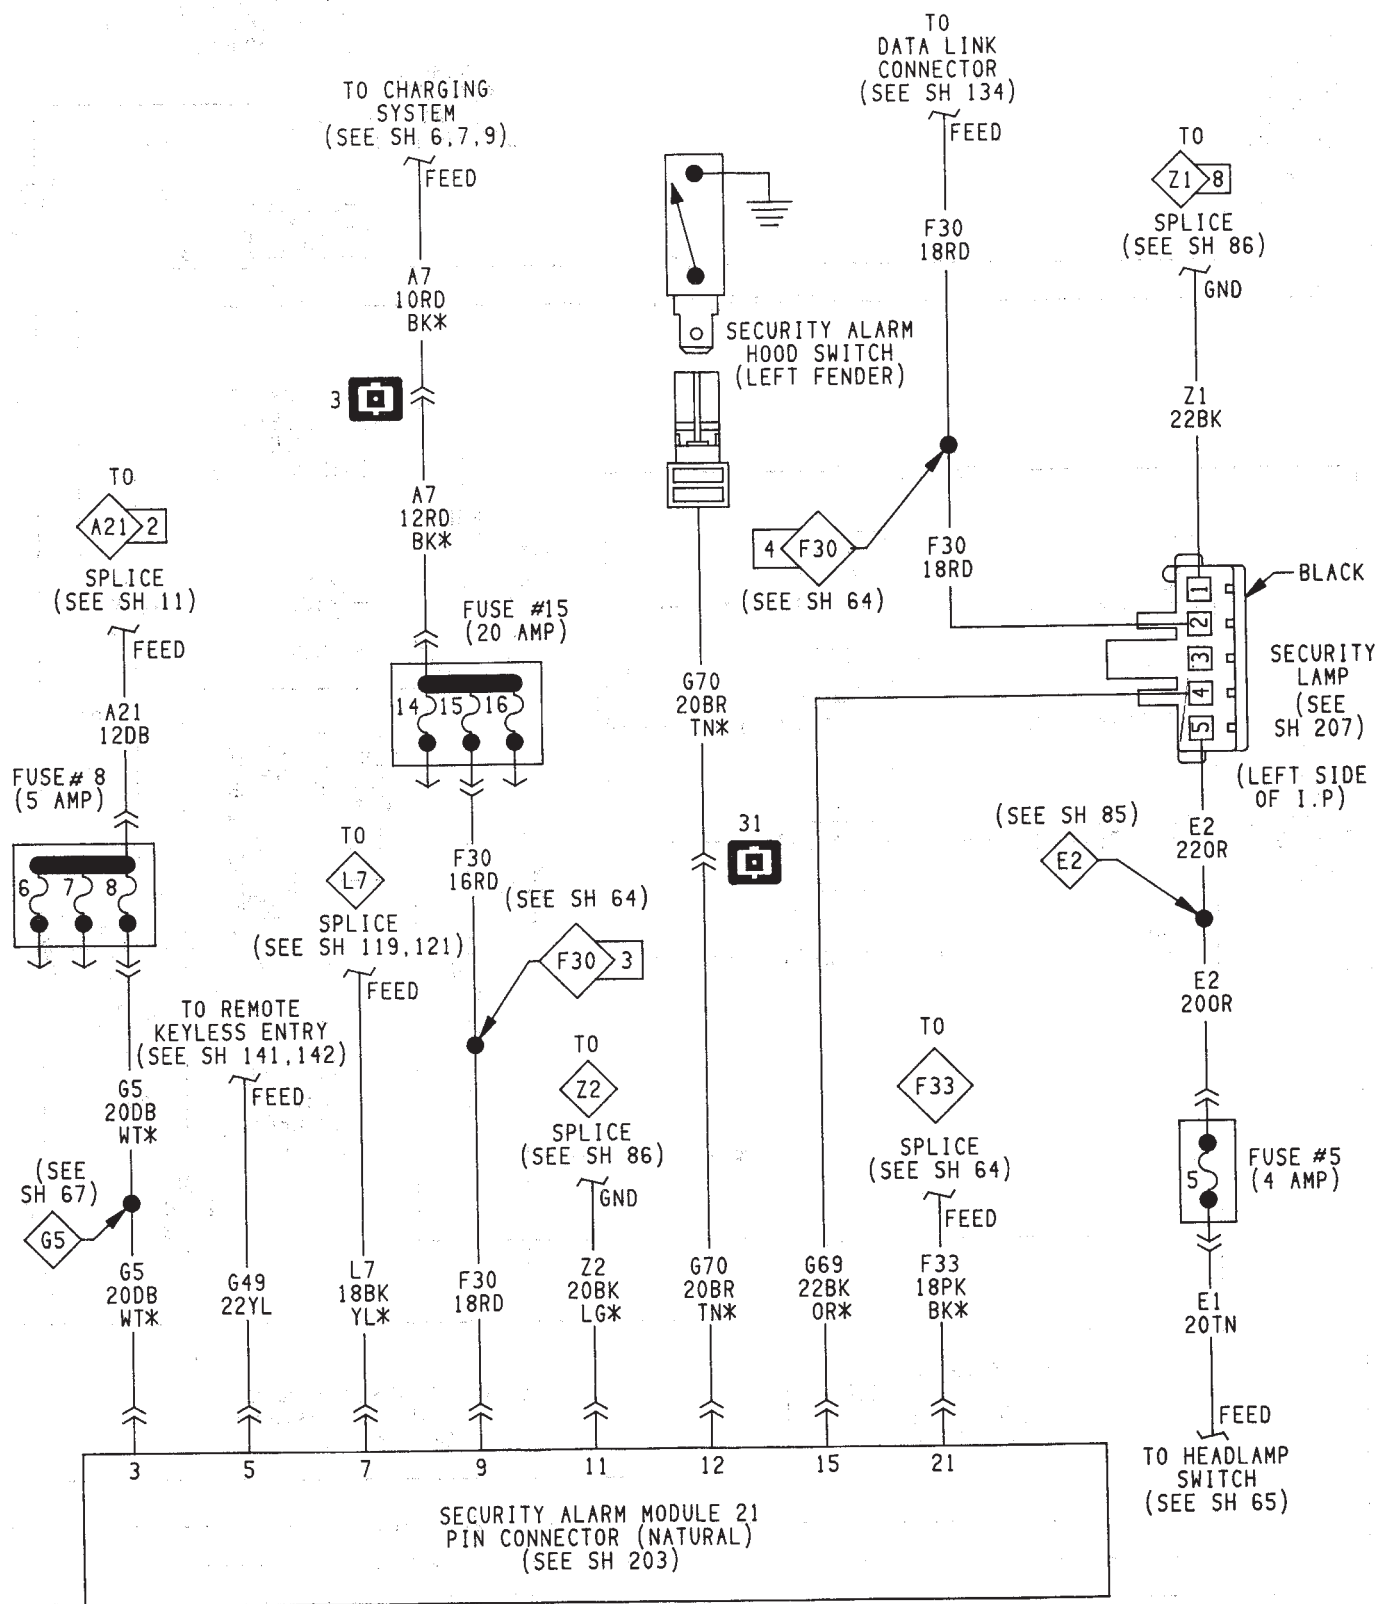 TO
DATA LINK
CONNECTOR
(SEE SH 134)
FEED
F30
18RD
TO CHARGING
SYSTEM
(SEE SH 6,7,9)
FEED
A7
10RD
BK*
3
A7
12RD
BK*
FUSE #15
(20 AMP)
14
15
16
F30
16RD
(SEE SH 64)
F30
3
F30
18RD
SECURITY ALARM
HOOD SWITCH
(LEFT FENDER)
G70
20BR
TN*
31
G70
20BR
TN*
4
F30
(SEE SH 64)
F30
18RD
TO
Z1
8
SPLICE
(SEE SH 86)
GND
Z1
22BK
BLACK
1
2
3
4
5
SECURITY
LAMP
(SEE
SH 207)
(LEFT SIDE
OF I.P)
(SEE SH 85)
E2
E2
22OR
E2
20OR
5
FUSE #5
(4 AMP)
E1
20TN
FEED
TO HEADLAMP
SWITCH
(SEE SH 65)
TO
A21
2
SPLICE
(SEE SH 11)
FEED
A21
12DB
FUSE# 8
(5 AMP)
6
7
8
G5
20DB
WT*
(SEE
SH 67)
G5
G5
20DB
WT*
TO REMOTE
KEYLESS ENTRY
(SEE SH 141,142)
FEED
G49
22YL
TO
L7
SPLICE
(SEE SH 119,121)
FEED
L7
18BK
YL*
TO
Z2
SPLICE
(SEE SH 86)
GND
Z2
20BK
LG*
G69
22BK
OR*
TO
F33
SPLICE
(SEE SH 64)
FEED
F33
18PK
BK*
3 5 7 9 11 12 15 21
SECURITY ALARM MODULE 21
PIN CONNECTOR (NATURAL)
(SEE SH 203)